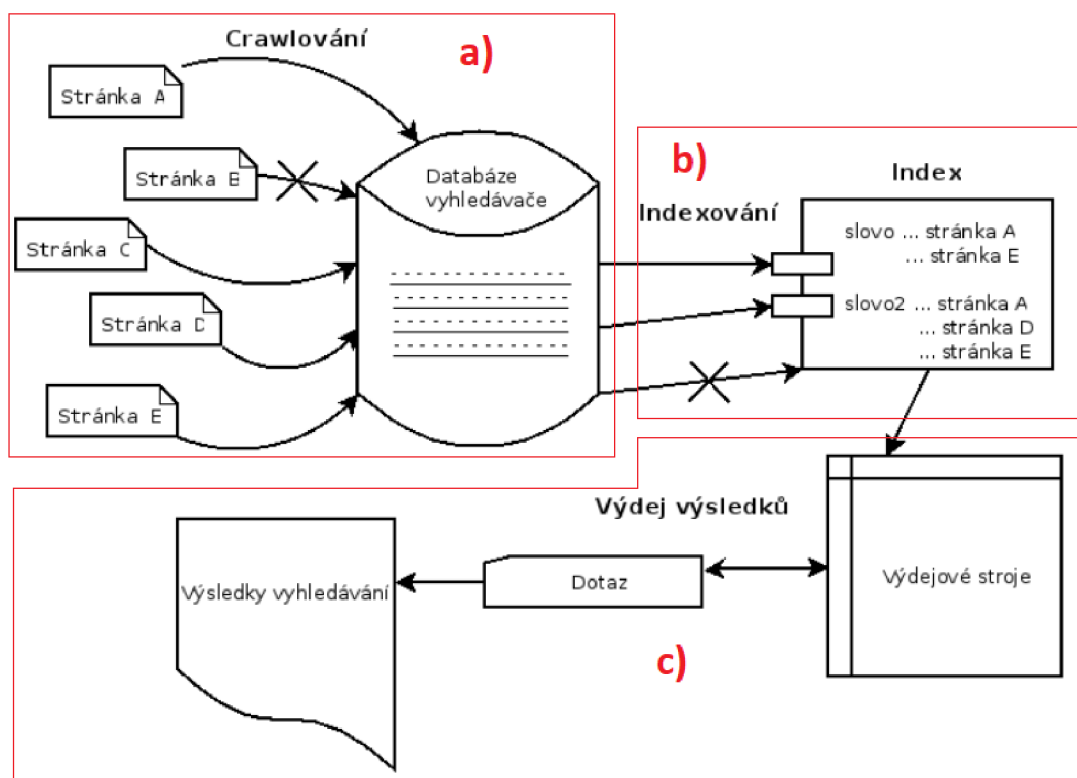 Crawlování
a)
Stránka A
Stránka B
Stránka C
Stránka D
Stránka E
Databáze
vyhledávače
b)
Indexování
Index
slovo ... stránka A
... stránka E
slovo2 ... stránka A
... stránka D
... stránka E
Výdej výsledků
Výsledky vyhledávání
Dotaz
Výdejové stroje
c)